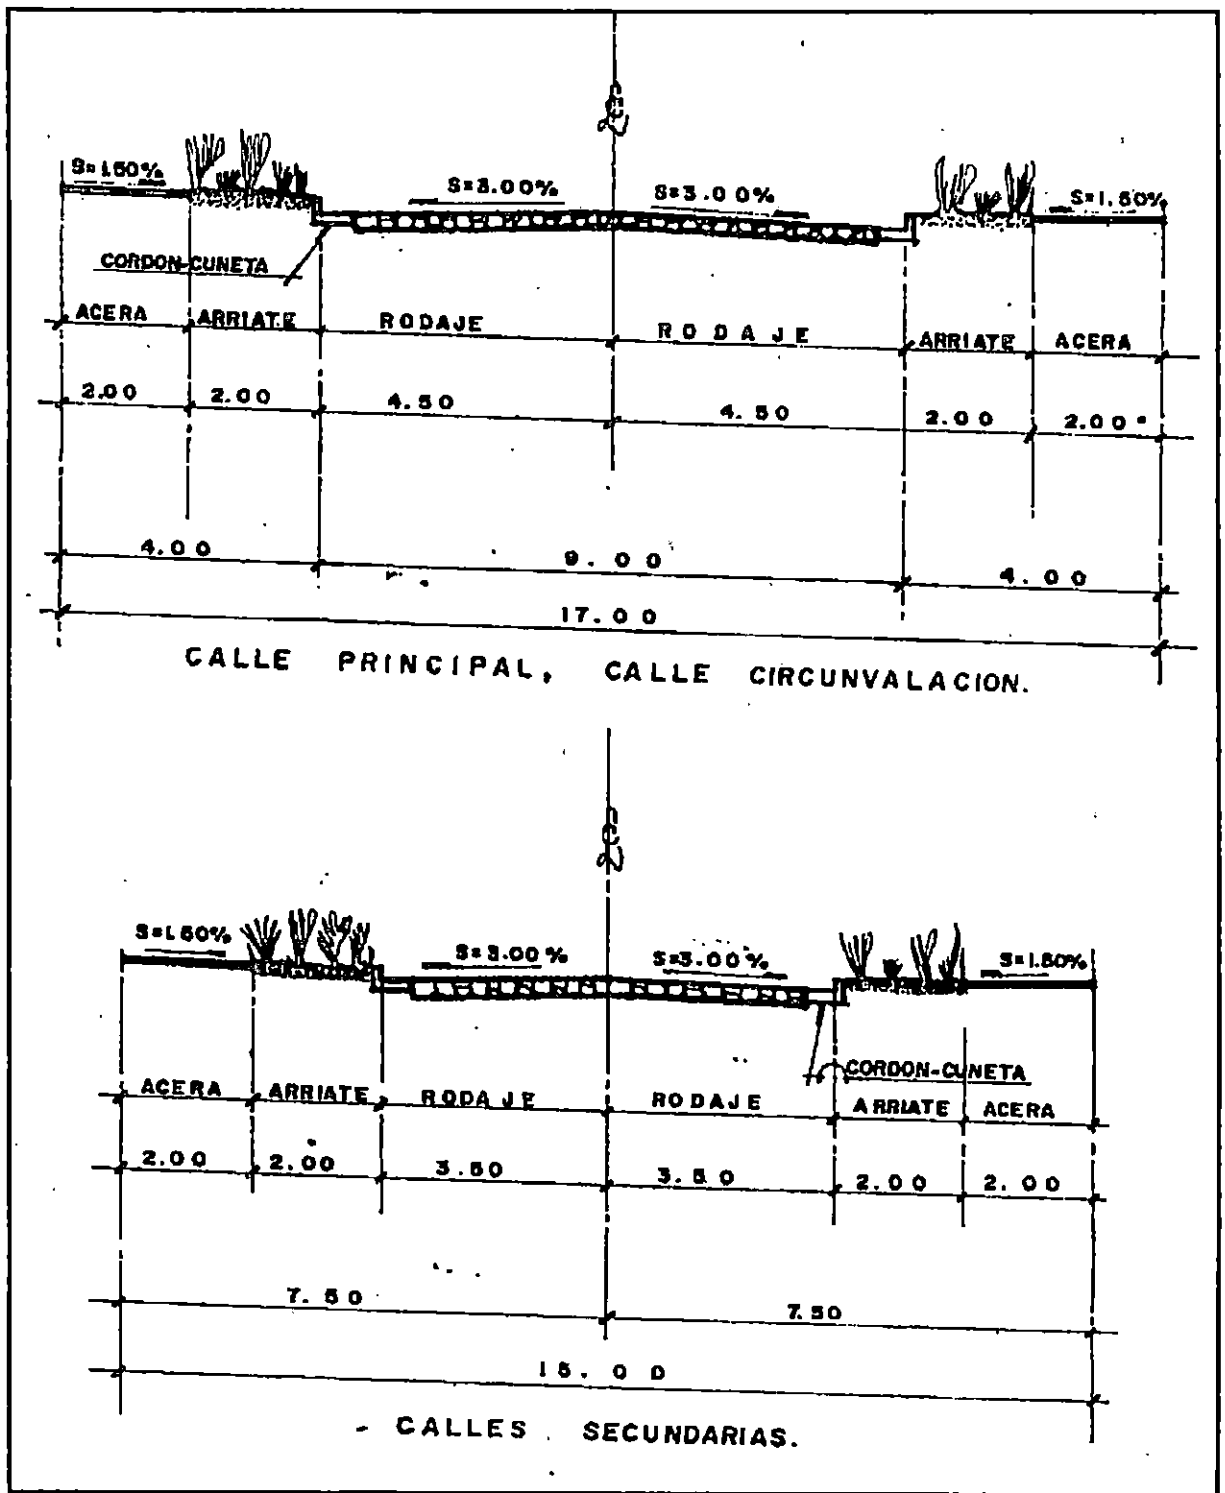 S=1.50%
S=3.00%
S=3.00%
S=1.50%
CORDON-CUNETA
ACERA ARRIATE RODAJE RODAJE ARRIATE ACERA
2.00 2.00 4.50 4.50 2.00 2.00
4.00 9.00 4.00
17.00
CALLE PRINCIPAL, CALLE CIRCUNVALACION.
S=1.50%
S=3.00%
S=3.00%
S=1.50%
CORDON-CUNETA
ACERA ARRIATE RODAJE RODAJE ARRIATE ACERA
2.00 2.00 3.50 3.50 2.00 2.00
7.50 7.50
15.00
CALLES SECUNDARIAS.